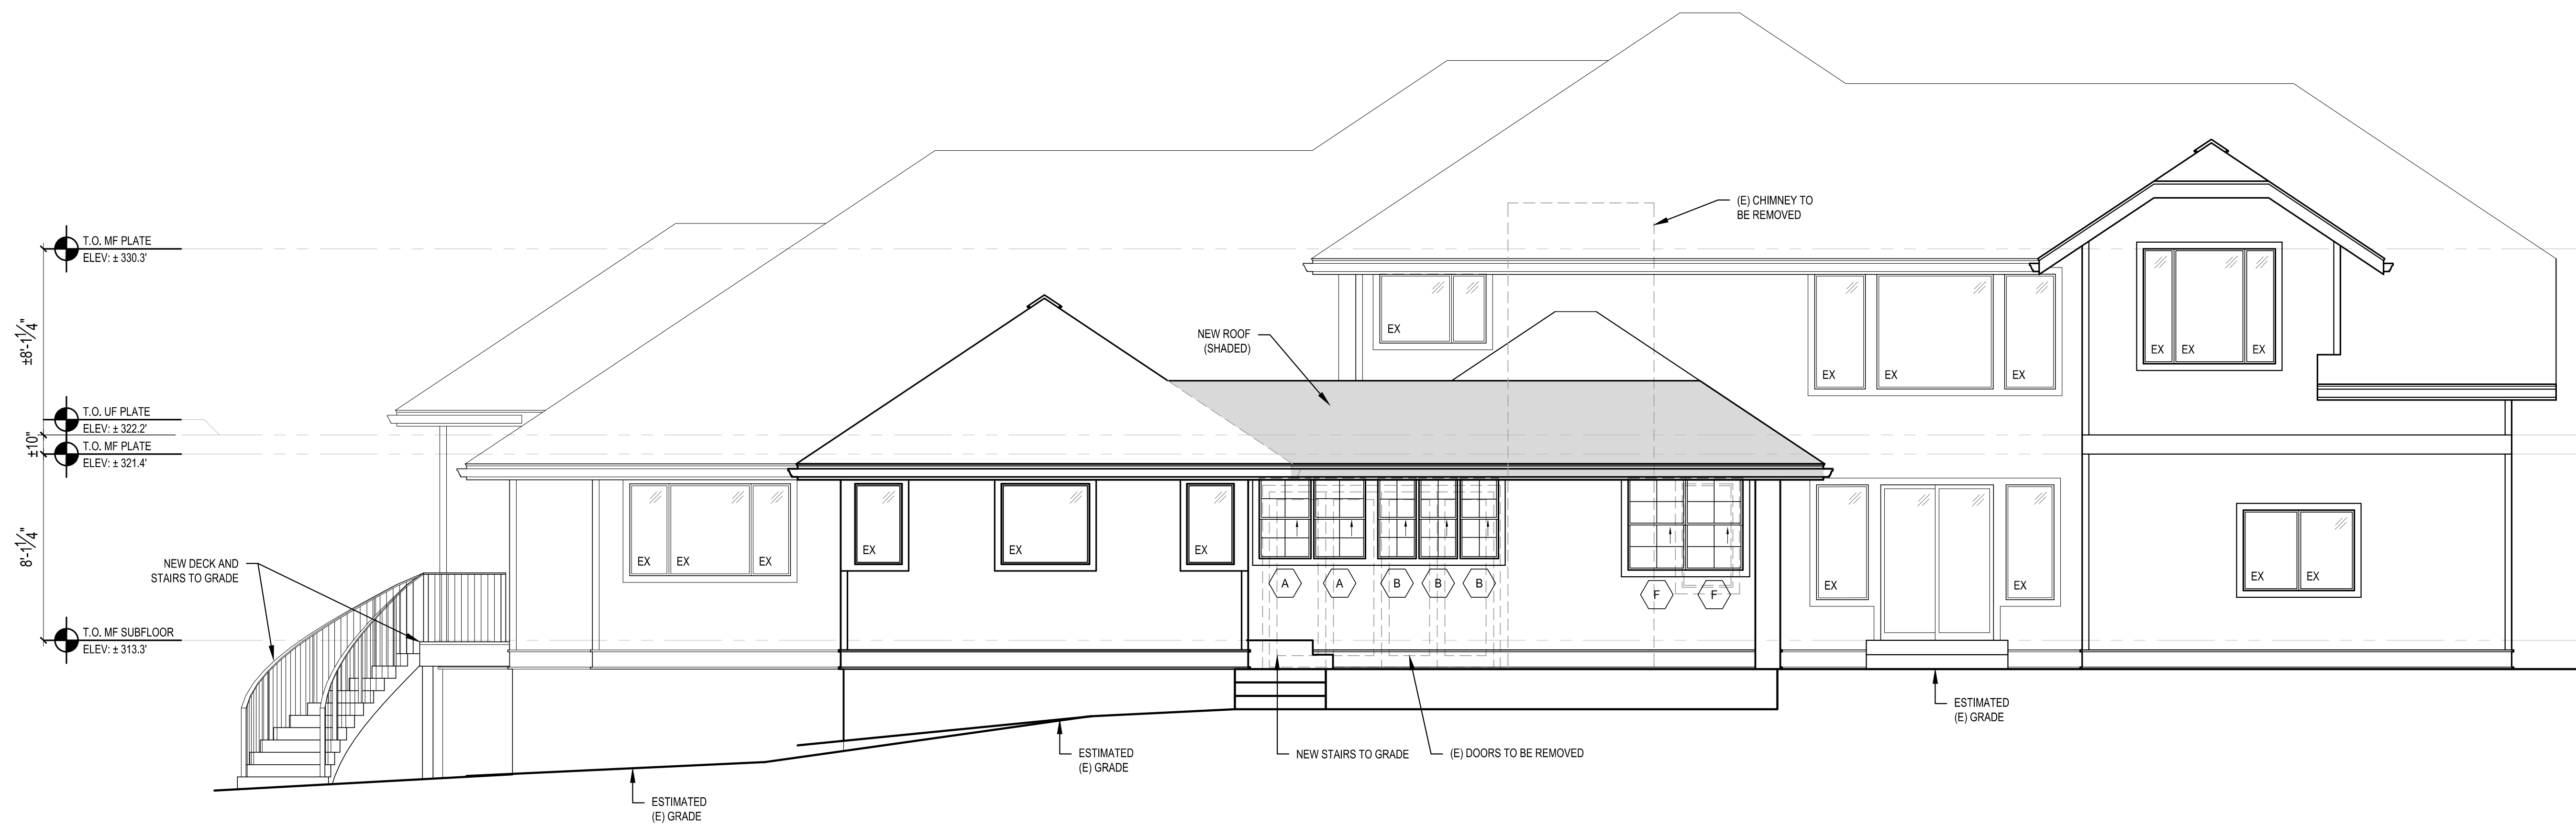 (E) CHIMNEY TO
BE REMOVED
T.O. MF PLATE
ELEV: ± 330.3'
±8'-1¼"
NEW ROOF
(SHADED)
EX
EX
EX
EX
EX
EX
EX
T.O. UF PLATE
ELEV: ± 322.2'
±10"
T.O. MF PLATE
ELEV: ± 321.4'
8'-1¼"
NEW DECK AND
STAIRS TO GRADE
EX
EX
EX
EX
EX
EX
A
A
B
B
B
F
F
EX
EX
EX
EX
T.O. MF SUBFLOOR
ELEV: ± 313.3'
ESTIMATED
(E) GRADE
ESTIMATED
(E) GRADE
NEW STAIRS TO GRADE
(E) DOORS TO BE REMOVED
ESTIMATED
(E) GRADE